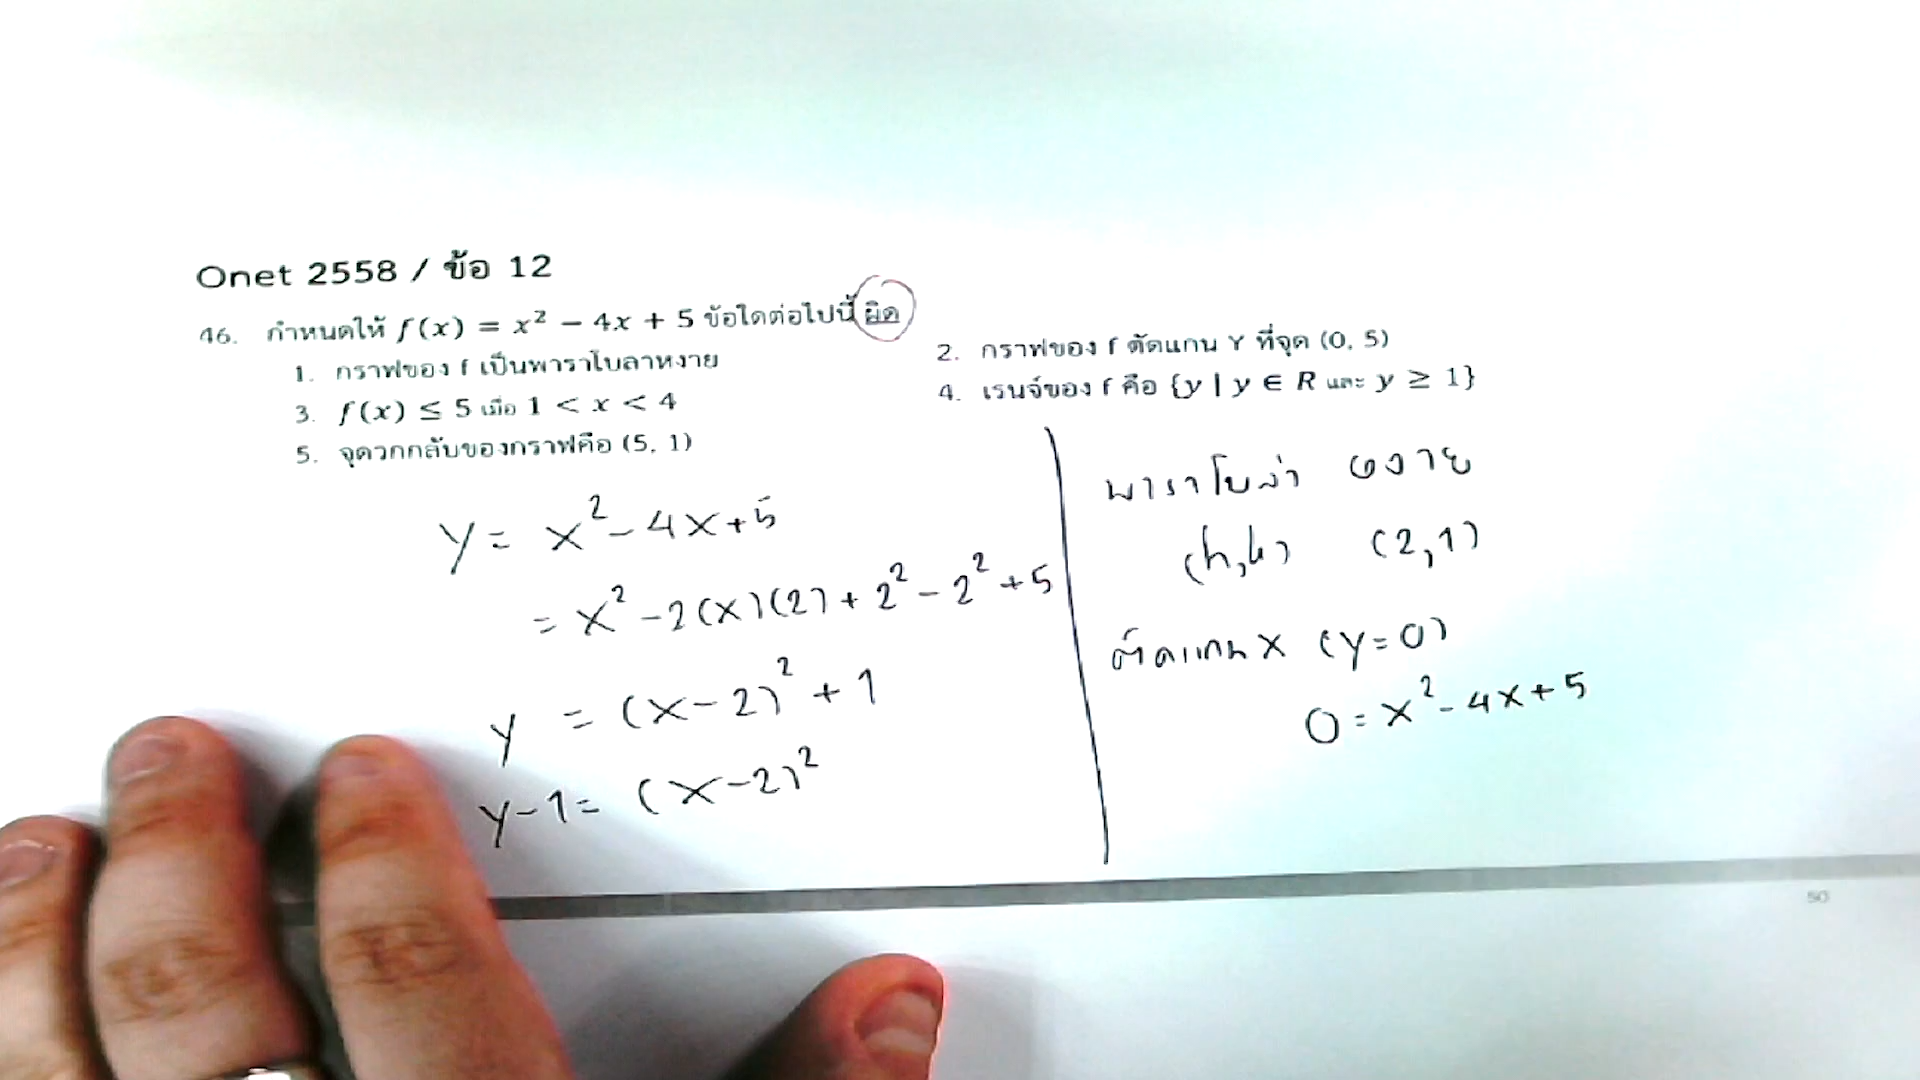 Onet 2558 / ข้อ 12
46. กำหนดให้ f(x) = x² − 4x + 5 ข้อใดต่อไปนี้ผิด
1. กราฟของ f เป็นพาราโบลาหงาย
2. กราฟของ f ตัดแกน Y ที่จุด (0, 5)
3. f(x) ≤ 5 เมื่อ 1 < x < 4
4. เรนจ์ของ f คือ {y | y ∈ R และ y ≥ 1}
5. จุดวกกลับของกราฟคือ (5, 1)
y = x² − 4x + 5
= x² − 2(x)(2) + 2² − 2² + 5
y = (x − 2)² + 1
y − 1 = (x − 2)²
พาราโบล่า หงาย
(h,k) (2,1)
ตัดแกน X (y = 0)
0 = x² − 4x + 5
50